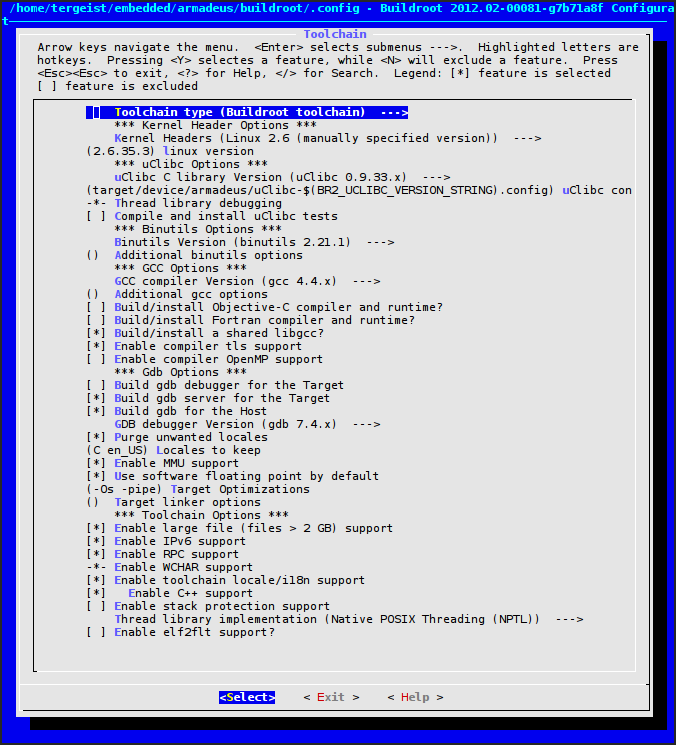 /home/tergeist/embedded/armadeus/buildroot/.config - Buildroot 2012.02-00081-g7b71a8f Configura
t
Toolchain
Arrow keys navigate the menu.  <Enter> selects submenus --->.  Highlighted letters are
hotkeys.  Pressing <Y> selectes a feature, while <N> will exclude a feature.  Press
<Esc><Esc> to exit, <?> for Help, </> for Search.  Legend: [*] feature is selected
[ ] feature is excluded
[ ] Toolchain type (Buildroot toolchain)  --->
*** Kernel Header Options ***
Kernel Headers (Linux 2.6 (manually specified version))  --->
(2.6.35.3) linux version
*** uClibc Options ***
uClibc C library Version (uClibc 0.9.33.x)  --->
(target/device/armadeus/uClibc-$(BR2_UCLIBC_VERSION_STRING).config) uClibc con
-*- Thread library debugging
[ ] Compile and install uClibc tests
*** Binutils Options ***
Binutils Version (binutils 2.21.1)  --->
()  Additional binutils options
*** GCC Options ***
GCC compiler Version (gcc 4.4.x)  --->
()  Additional gcc options
[ ] Build/install Objective-C compiler and runtime?
[ ] Build/install Fortran compiler and runtime?
[*] Build/install a shared libgcc?
[*] Enable compiler tls support
[ ] Enable compiler OpenMP support
*** Gdb Options ***
[ ] Build gdb debugger for the Target
[*] Build gdb server for the Target
[*] Build gdb for the Host
GDB debugger Version (gdb 7.4.x)  --->
[*] Purge unwanted locales
(C en_US) Locales to keep
[*] Enable MMU support
[*] Use software floating point by default
(-Os -pipe) Target Optimizations
()  Target linker options
*** Toolchain Options ***
[*] Enable large file (files > 2 GB) support
[*] Enable IPv6 support
[*] Enable RPC support
-*- Enable WCHAR support
[*] Enable toolchain locale/i18n support
[*]   Enable C++ support
[ ] Enable stack protection support
Thread library implementation (Native POSIX Threading (NPTL))  --->
[ ] Enable elf2flt support?
<Select>    < Exit >    < Help >